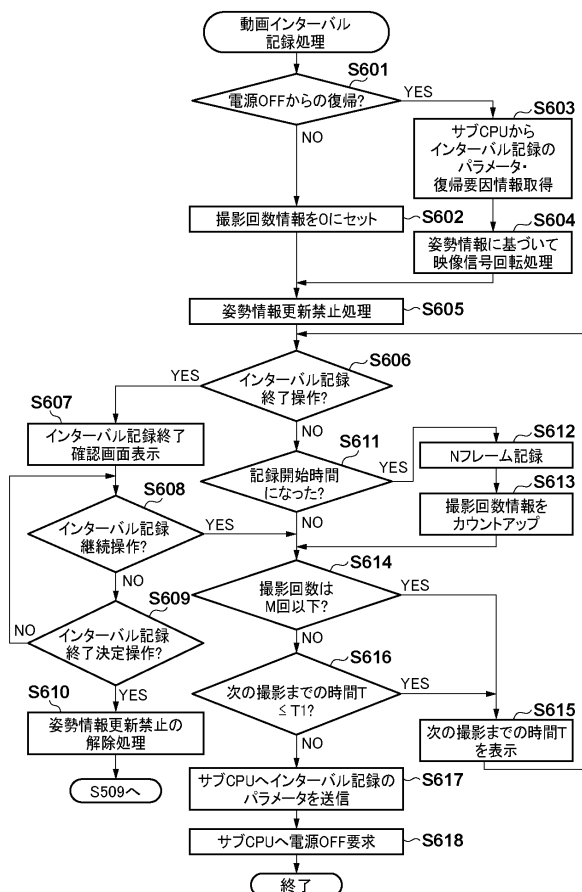 動画インターバル
記録処理
S601
電源OFFからの復帰?
YES
NO
S603
サブCPUから
インターバル記録の
パラメータ・
復帰要因情報取得
S602
撮影回数情報を0にセット
S604
姿勢情報に基づいて
映像信号回転処理
姿勢情報更新禁止処理
S605
S606
インターバル記録
終了操作?
YES
NO
S607
インターバル記録終了
確認画面表示
S611
記録開始時間
になった?
YES
NO
S612
Nフレーム記録
S613
撮影回数情報を
カウントアップ
S608
インターバル記録
継続操作?
YES
NO
S609
インターバル記録
終了決定操作?
NO
YES
S610
姿勢情報更新禁止の
解除処理
S509へ
S614
撮影回数は
M回以下?
YES
NO
S616
次の撮影までの時間T
≦T1?
YES
NO
S615
次の撮影までの時間T
を表示
サブCPUへインターバル記録の
パラメータを送信
S617
サブCPUへ電源OFF要求
S618
終了